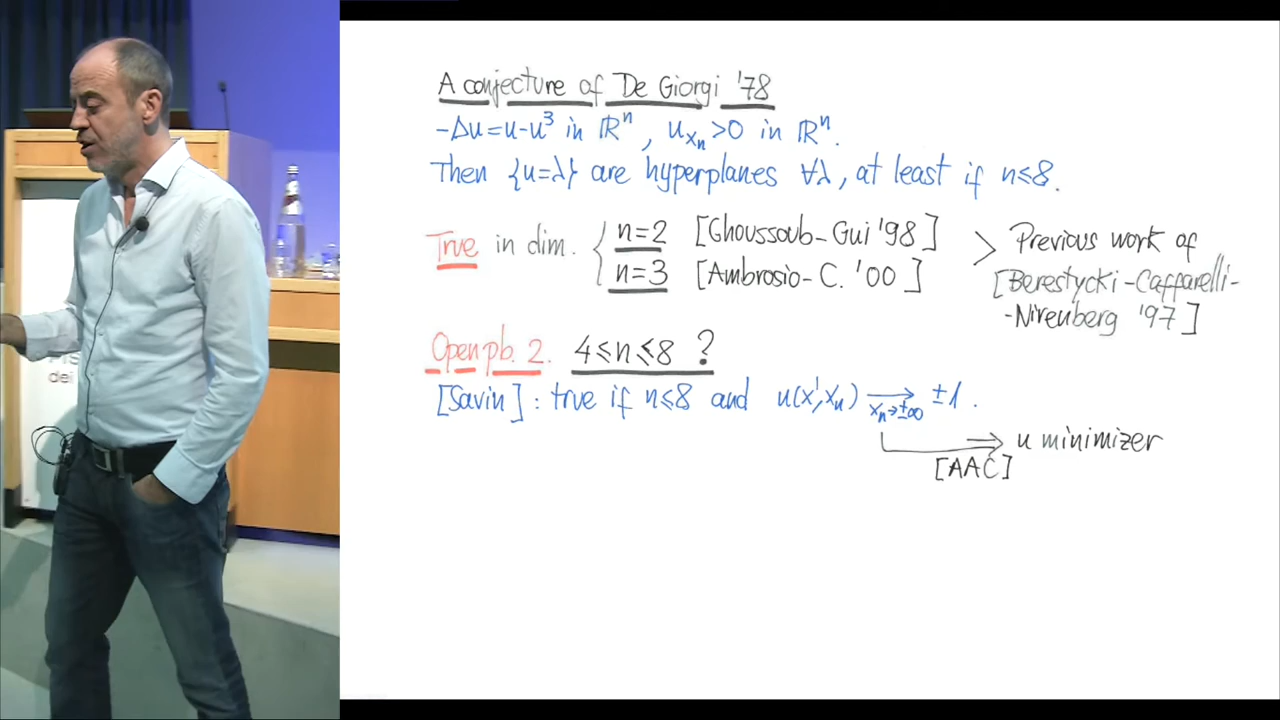 A conjecture of De Giorgi '78
-Δu=u-u³ in ℝⁿ, u_{xₙ}>0 in ℝⁿ.
Then {u=λ} are hyperplanes ∀λ, at least if n≤8.
True in dim. { n=2 [Ghoussoub-Gui '98]
n=3 [Ambrosio-C. '00]
> Previous work of
[Berestycki-Caffarelli-
-Nirenberg '97]
Open pb. 2. 4≤n≤8 ?
[Savin]: true if n≤8 and u(x',xₙ) → ±1.
xₙ→±∞
→ u minimizer
[AAC]
dei